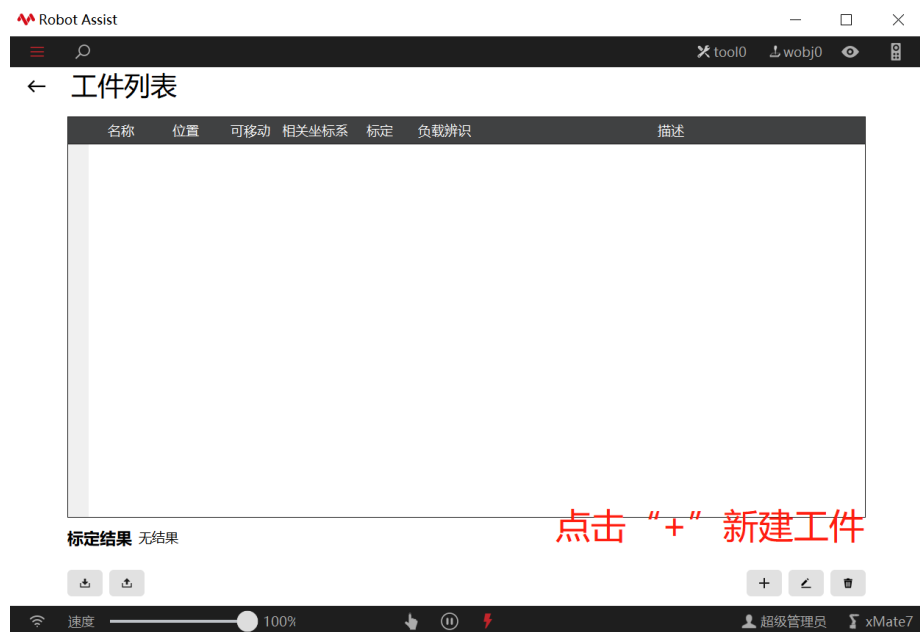 Robot Assist
tool0 wobj0
工件列表
名称 位置 可移动 相关坐标系 标定 负载辨识 描述
标定结果 无结果
点击“+”新建工件
速度 100% 超级管理员 xMate7